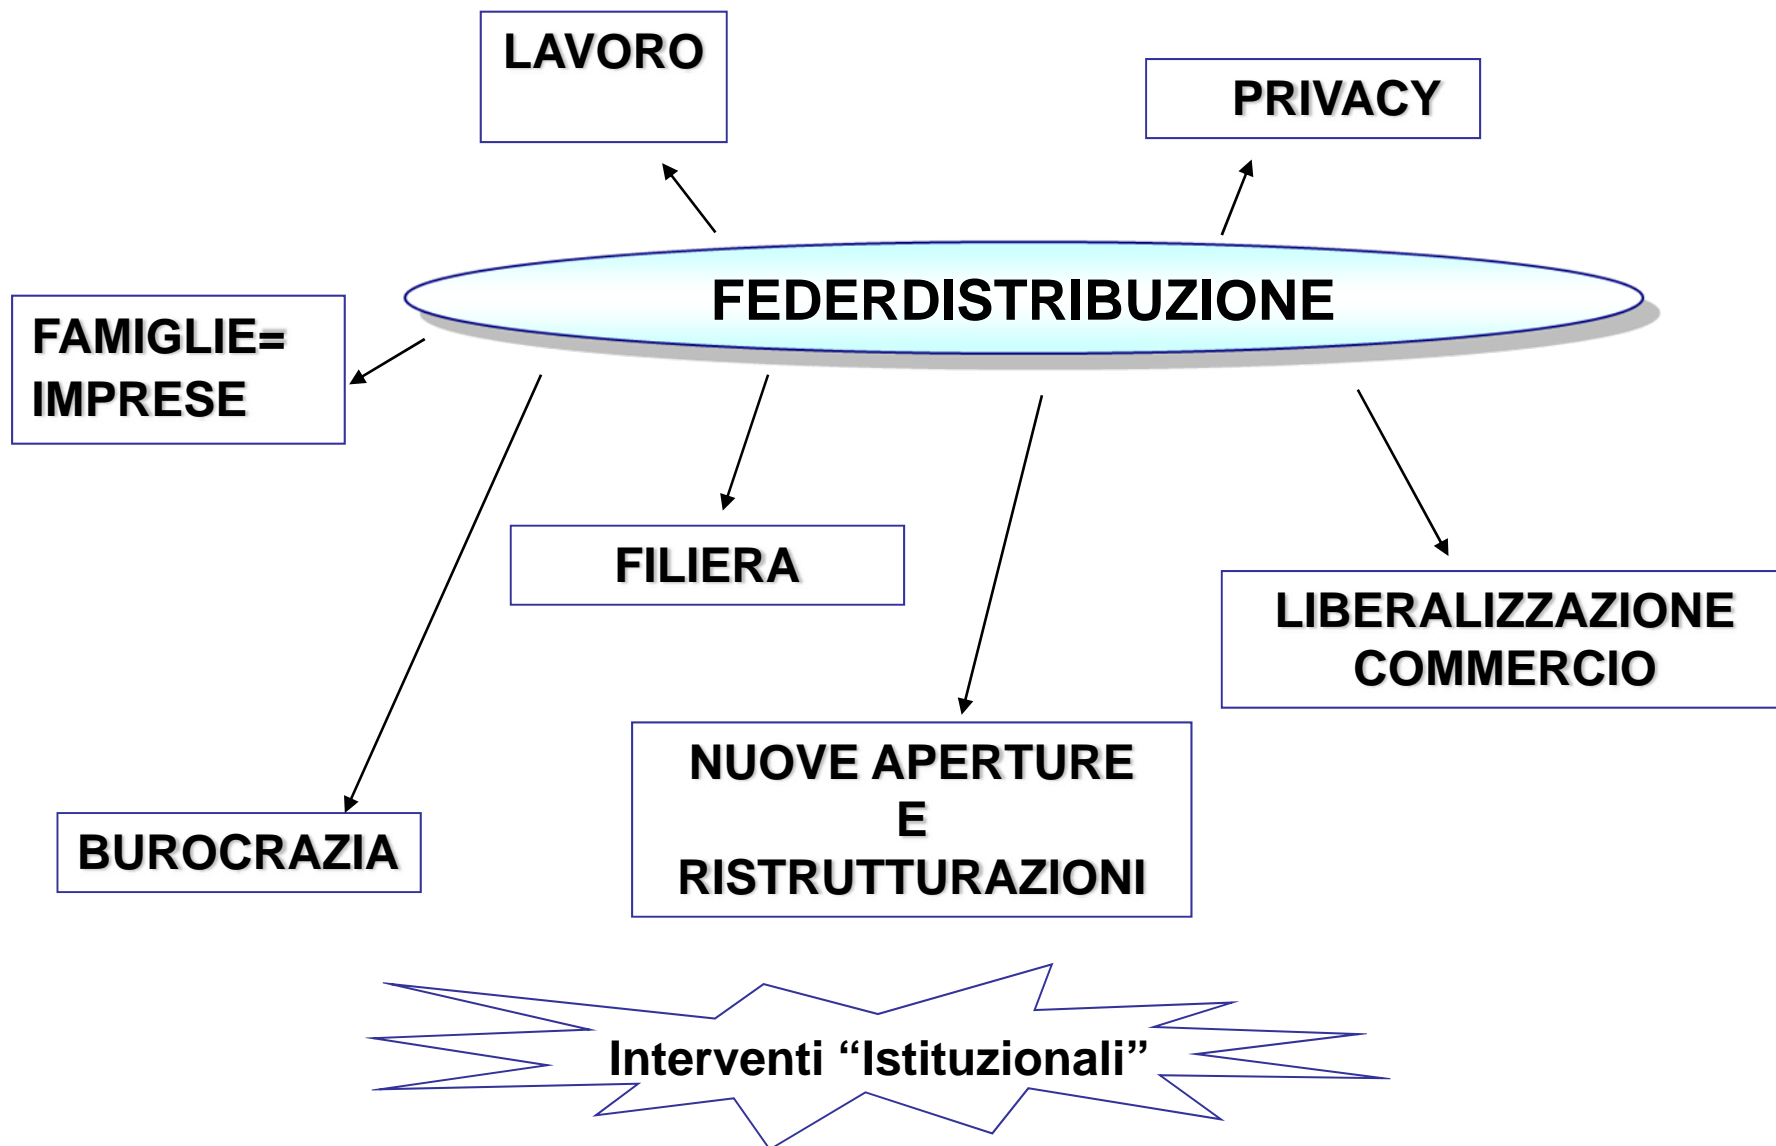 LAVORO
PRIVACY
FEDERDISTRIBUZIONE
FAMIGLIE=
IMPRESE
FILIERA
LIBERALIZZAZIONE
COMMERCIO
NUOVE APERTURE
E
RISTRUTTURAZIONI
BUROCRAZIA
Interventi “Istituzionali”